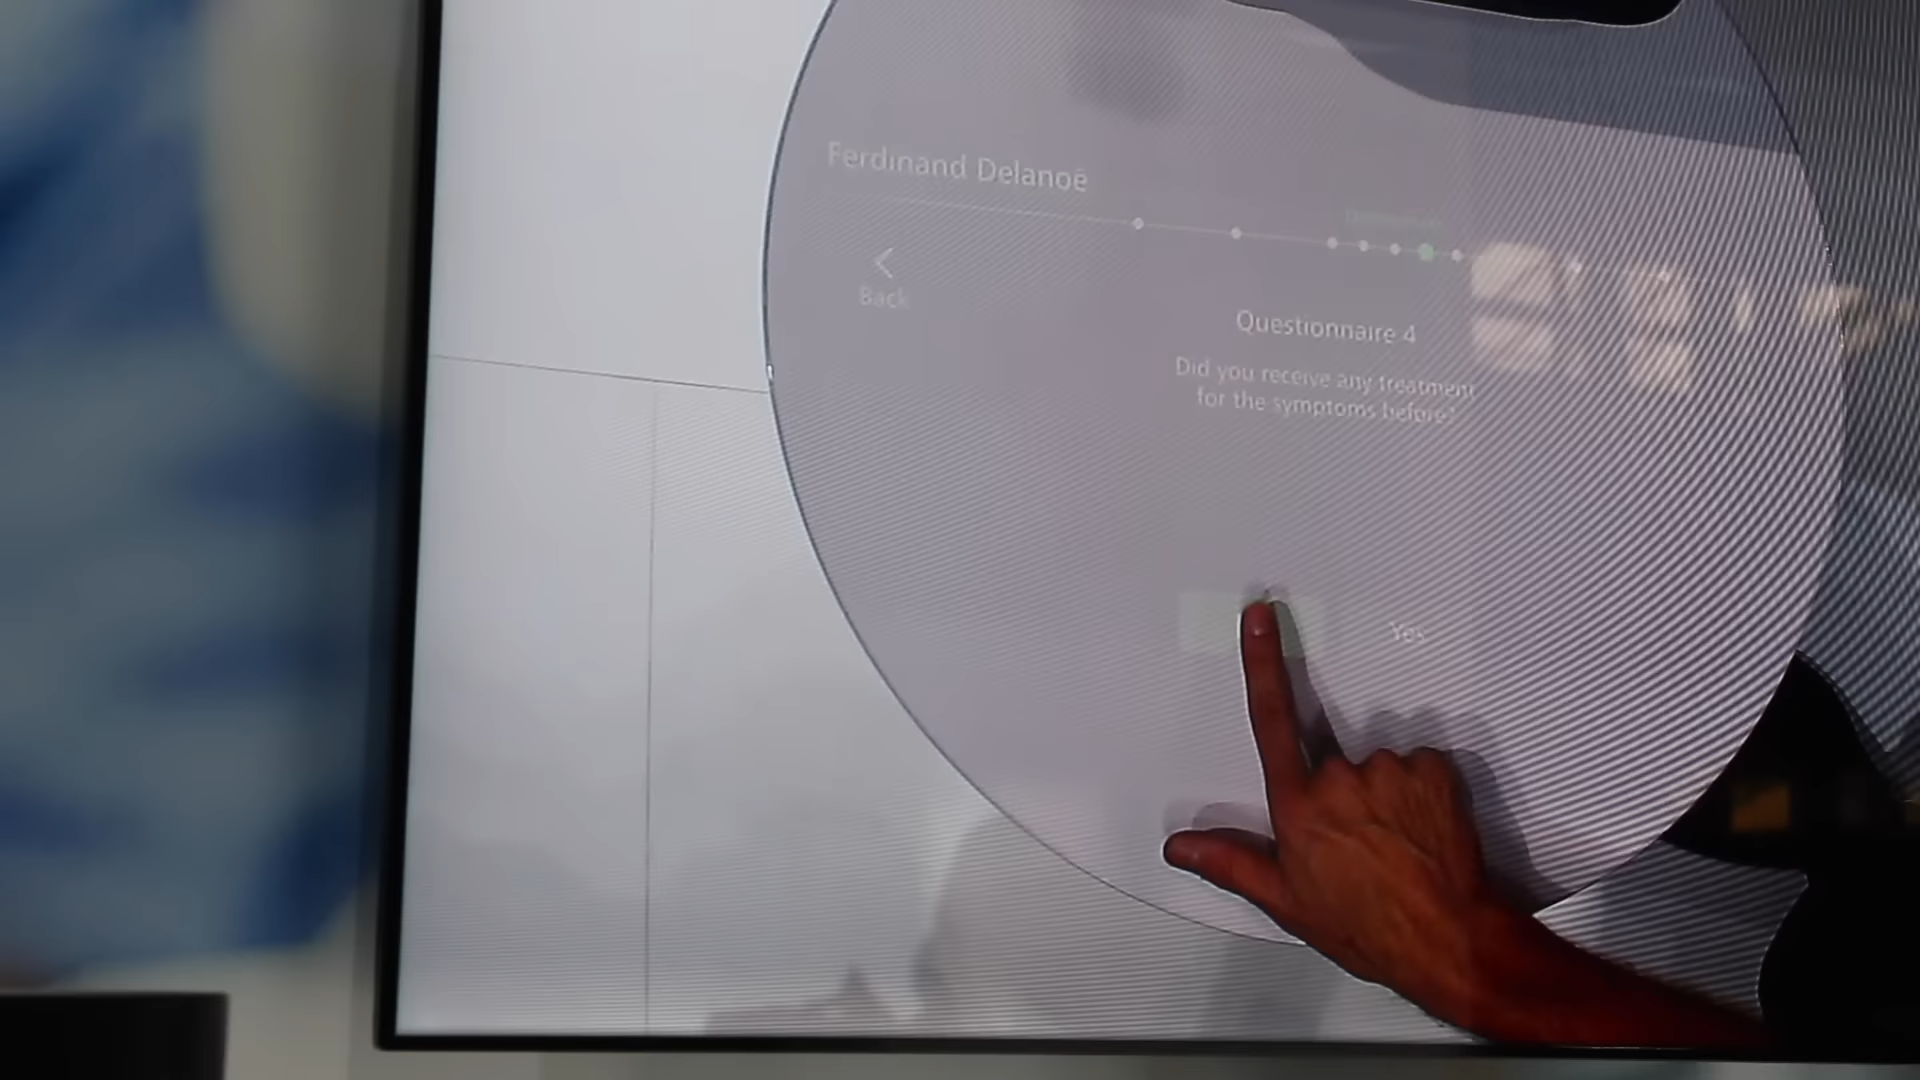 Ferdinand Delanoë
Back
Questionnaire 4
Did you receive any treatment
for the symptoms before?
Yes